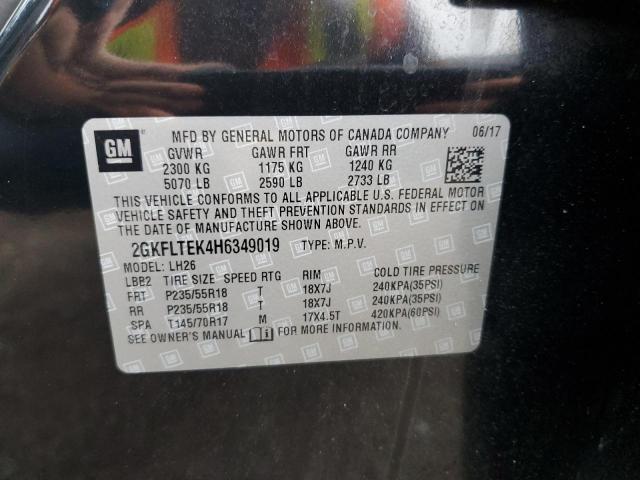 GM
MFD BY GENERAL MOTORS OF CANADA COMPANY 06/17
GVWR GAWR FRT GAWR RR
2300 KG 1175 KG 1240 KG
5070 LB 2590 LB 2733 LB
THIS VEHICLE CONFORMS TO ALL APPLICABLE U.S. FEDERAL MOTOR
VEHICLE SAFETY AND THEFT PREVENTION STANDARDS IN EFFECT ON
THE DATE OF MANUFACTURE SHOWN ABOVE.
2GKFLTEK4H6349019 TYPE: M.P.V.
MODEL: LH26
LBB2 TIRE SIZE SPEED RTG RIM COLD TIRE PRESSURE
FRT P235/55R18 T 18X7J 240KPA(35PSI)
RR P235/55R18 T 18X7J 240KPA(35PSI)
SPA T145/70R17 M 17X4.5T 420KPA(60PSI)
SEE OWNER'S MANUAL FOR MORE INFORMATION